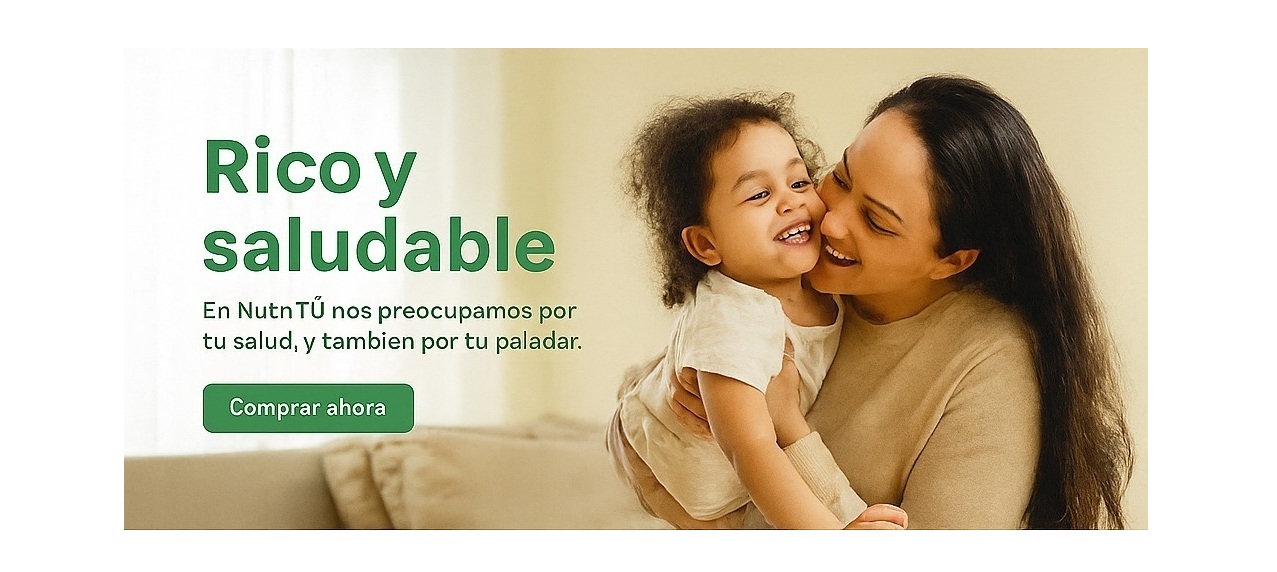 Rico y
saludable
En NutnTŰ nos preocupamos por
tu salud, y tambien por tu paladar.
Comprar ahora